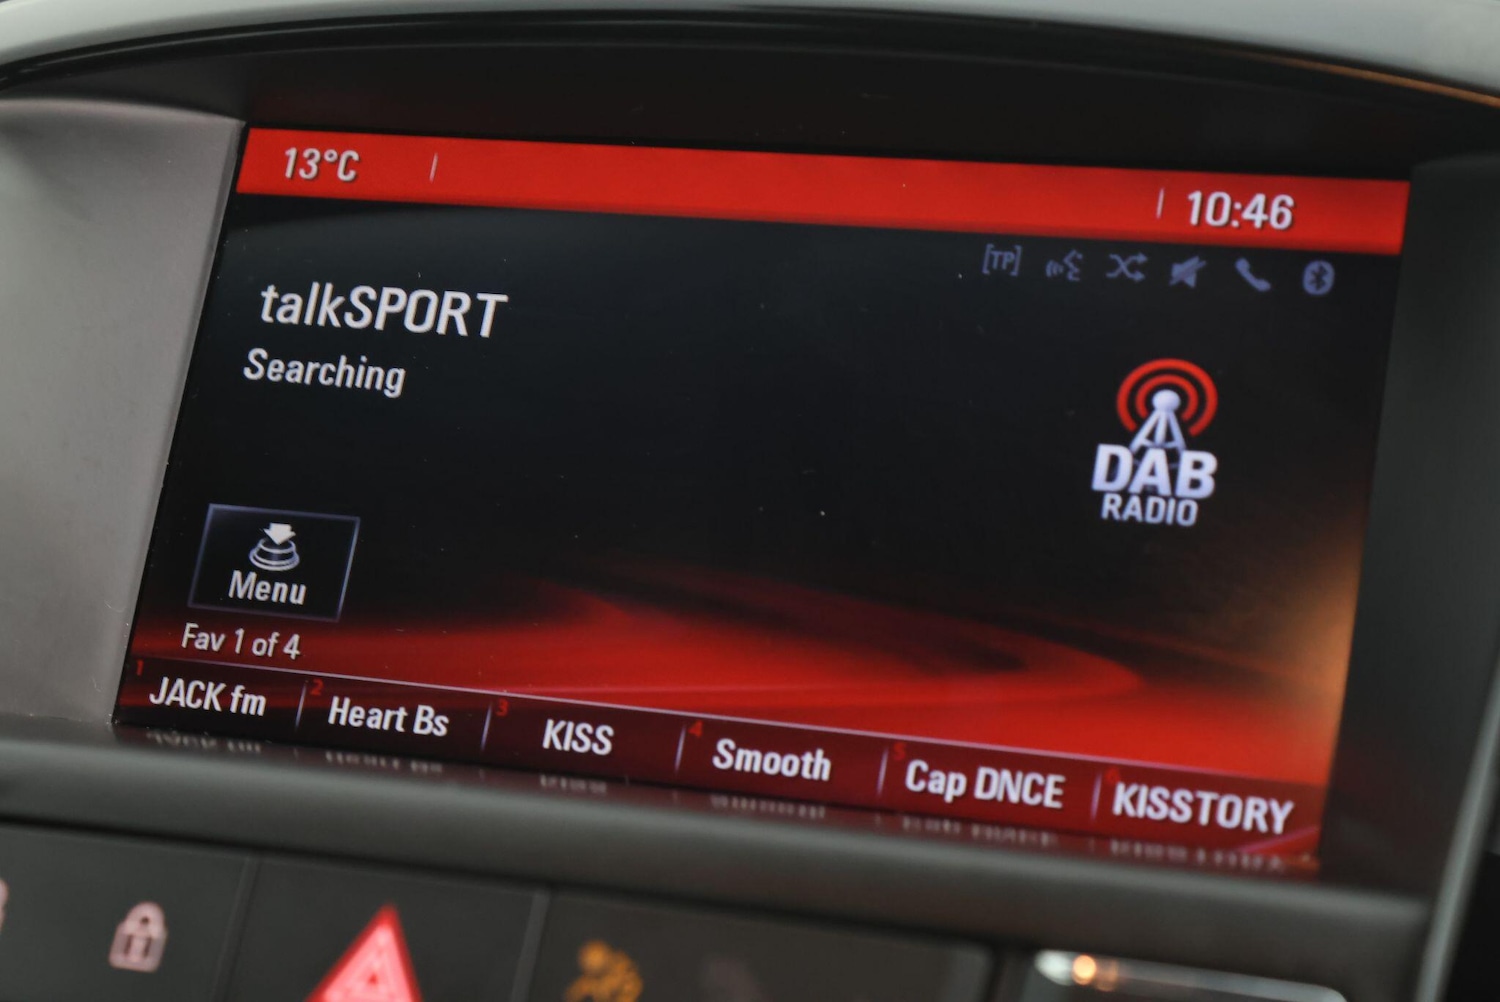 13°C
10:46
[TP]
talkSPORT
Searching
DAB
RADIO
Menu
Fav 1 of 4
1 JACK fm 2 Heart Bs 3 KISS 4 Smooth 5 Cap DNCE 6 KISSTORY